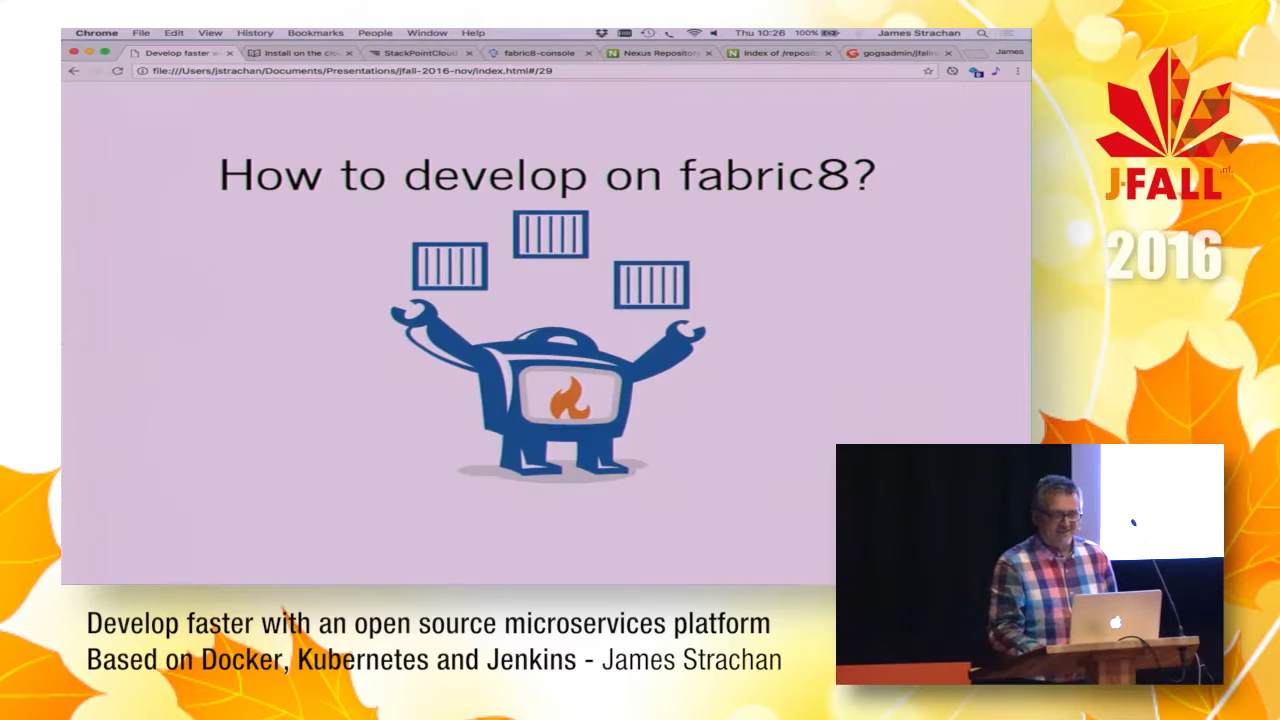 Chrome File Edit View History Bookmarks People Window Help Thu 10:26 100% James Strachan
Develop faster w Install on the clo StackPointCloud fabric8-console Nexus Repository Index of /reposit gogsadmin/jfallna James
file:///Users/jstrachan/Documents/Presentations/jfall-2016-nov/index.html#/29
How to develop on fabric8?
J-FALL.nl
2016
Develop faster with an open source microservices platform
Based on Docker, Kubernetes and Jenkins - James Strachan